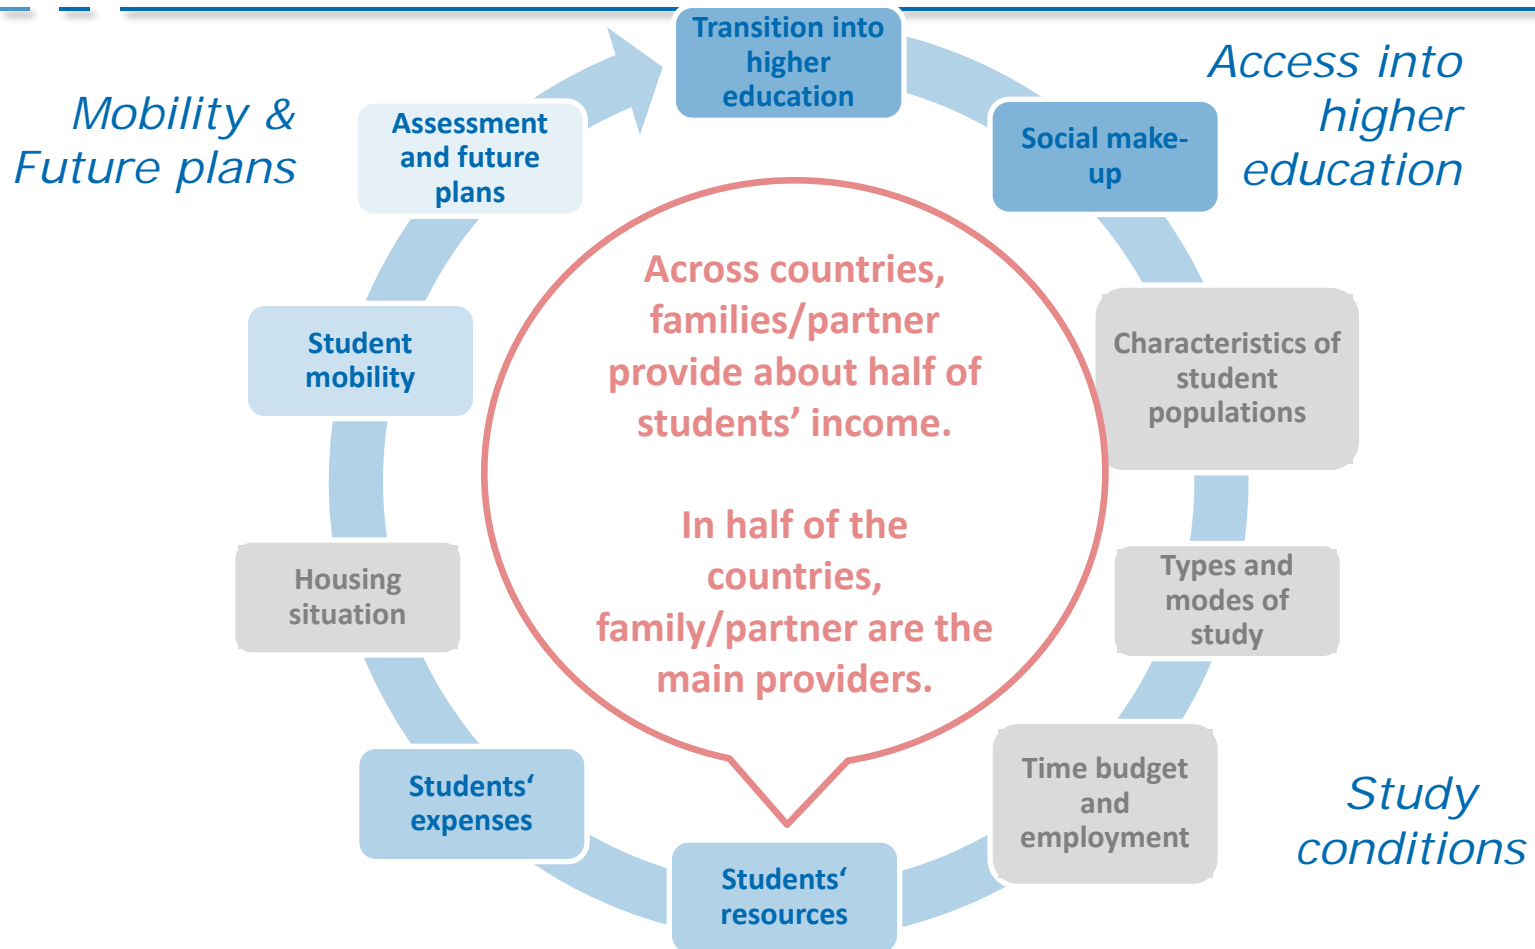 Transition into
higher
education
Access into
higher
education
Social make-
up
Characteristics of
student
populations
Types and
modes of
study
Time budget
and
employment
Study
conditions
Students‘
resources
Students‘
expenses
Housing
situation
Student
mobility
Assessment
and future
plans
Mobility &
Future plans
Across countries,
families/partner
provide about half of
students’ income.
In half of the
countries,
family/partner are the
main providers.